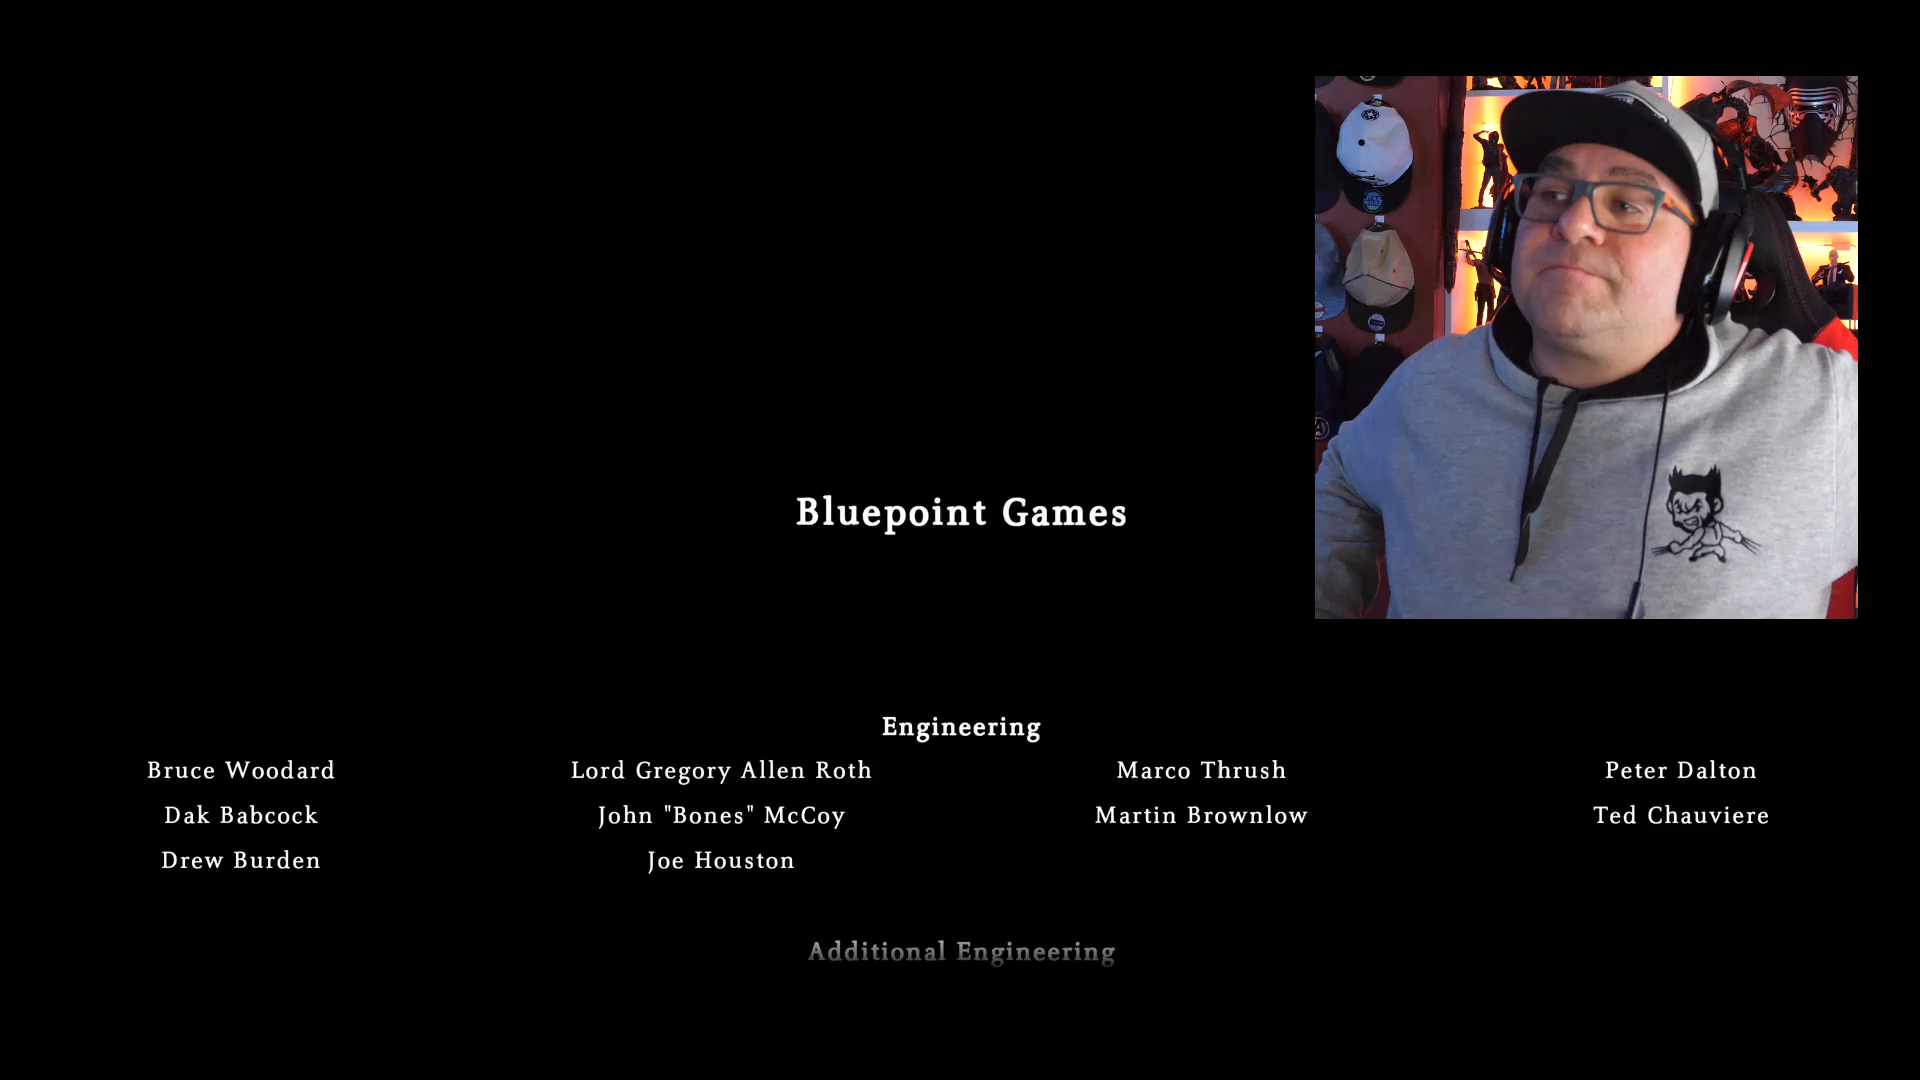 Bluepoint Games
Engineering
Bruce Woodard Lord Gregory Allen Roth Marco Thrush Peter Dalton
Dak Babcock John "Bones" McCoy Martin Brownlow Ted Chauviere
Drew Burden Joe Houston
Additional Engineering